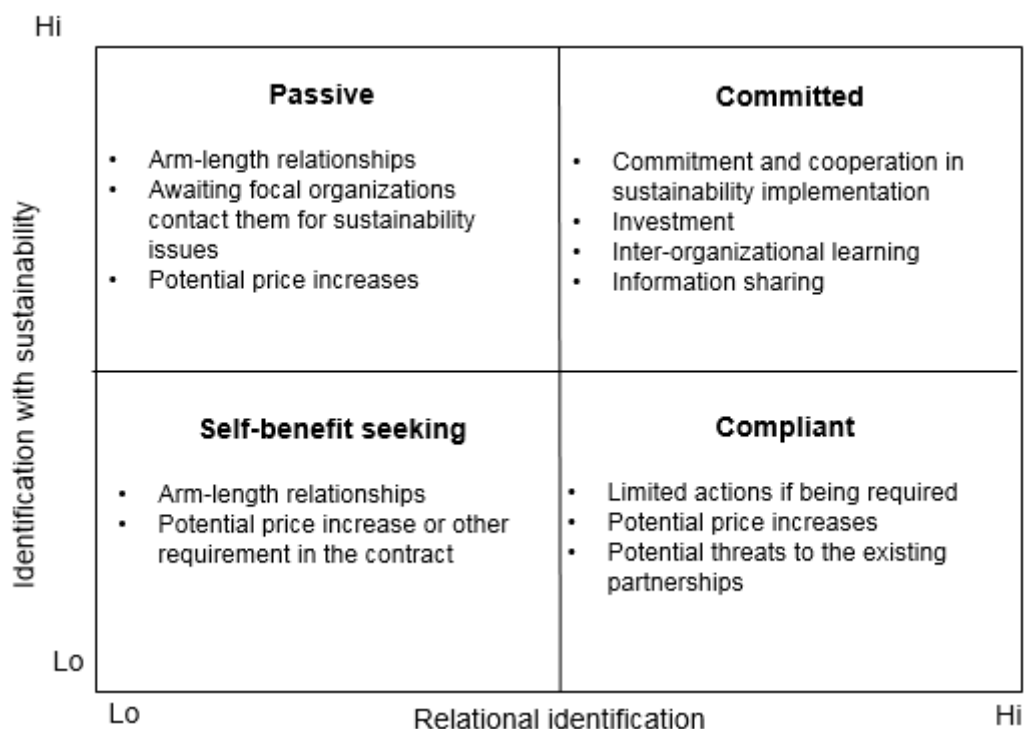 Hi
Passive
• Arm-length relationships
• Awaiting focal organizations
contact them for sustainability
issues
• Potential price increases
Committed
• Commitment and cooperation in
sustainability implementation
• Investment
• Inter-organizational learning
• Information sharing
Identification with sustainability
Self-benefit seeking
• Arm-length relationships
• Potential price increase or other
requirement in the contract
Compliant
• Limited actions if being required
• Potential price increases
• Potential threats to the existing
partnerships
Lo
Lo
Relational identification
Hi